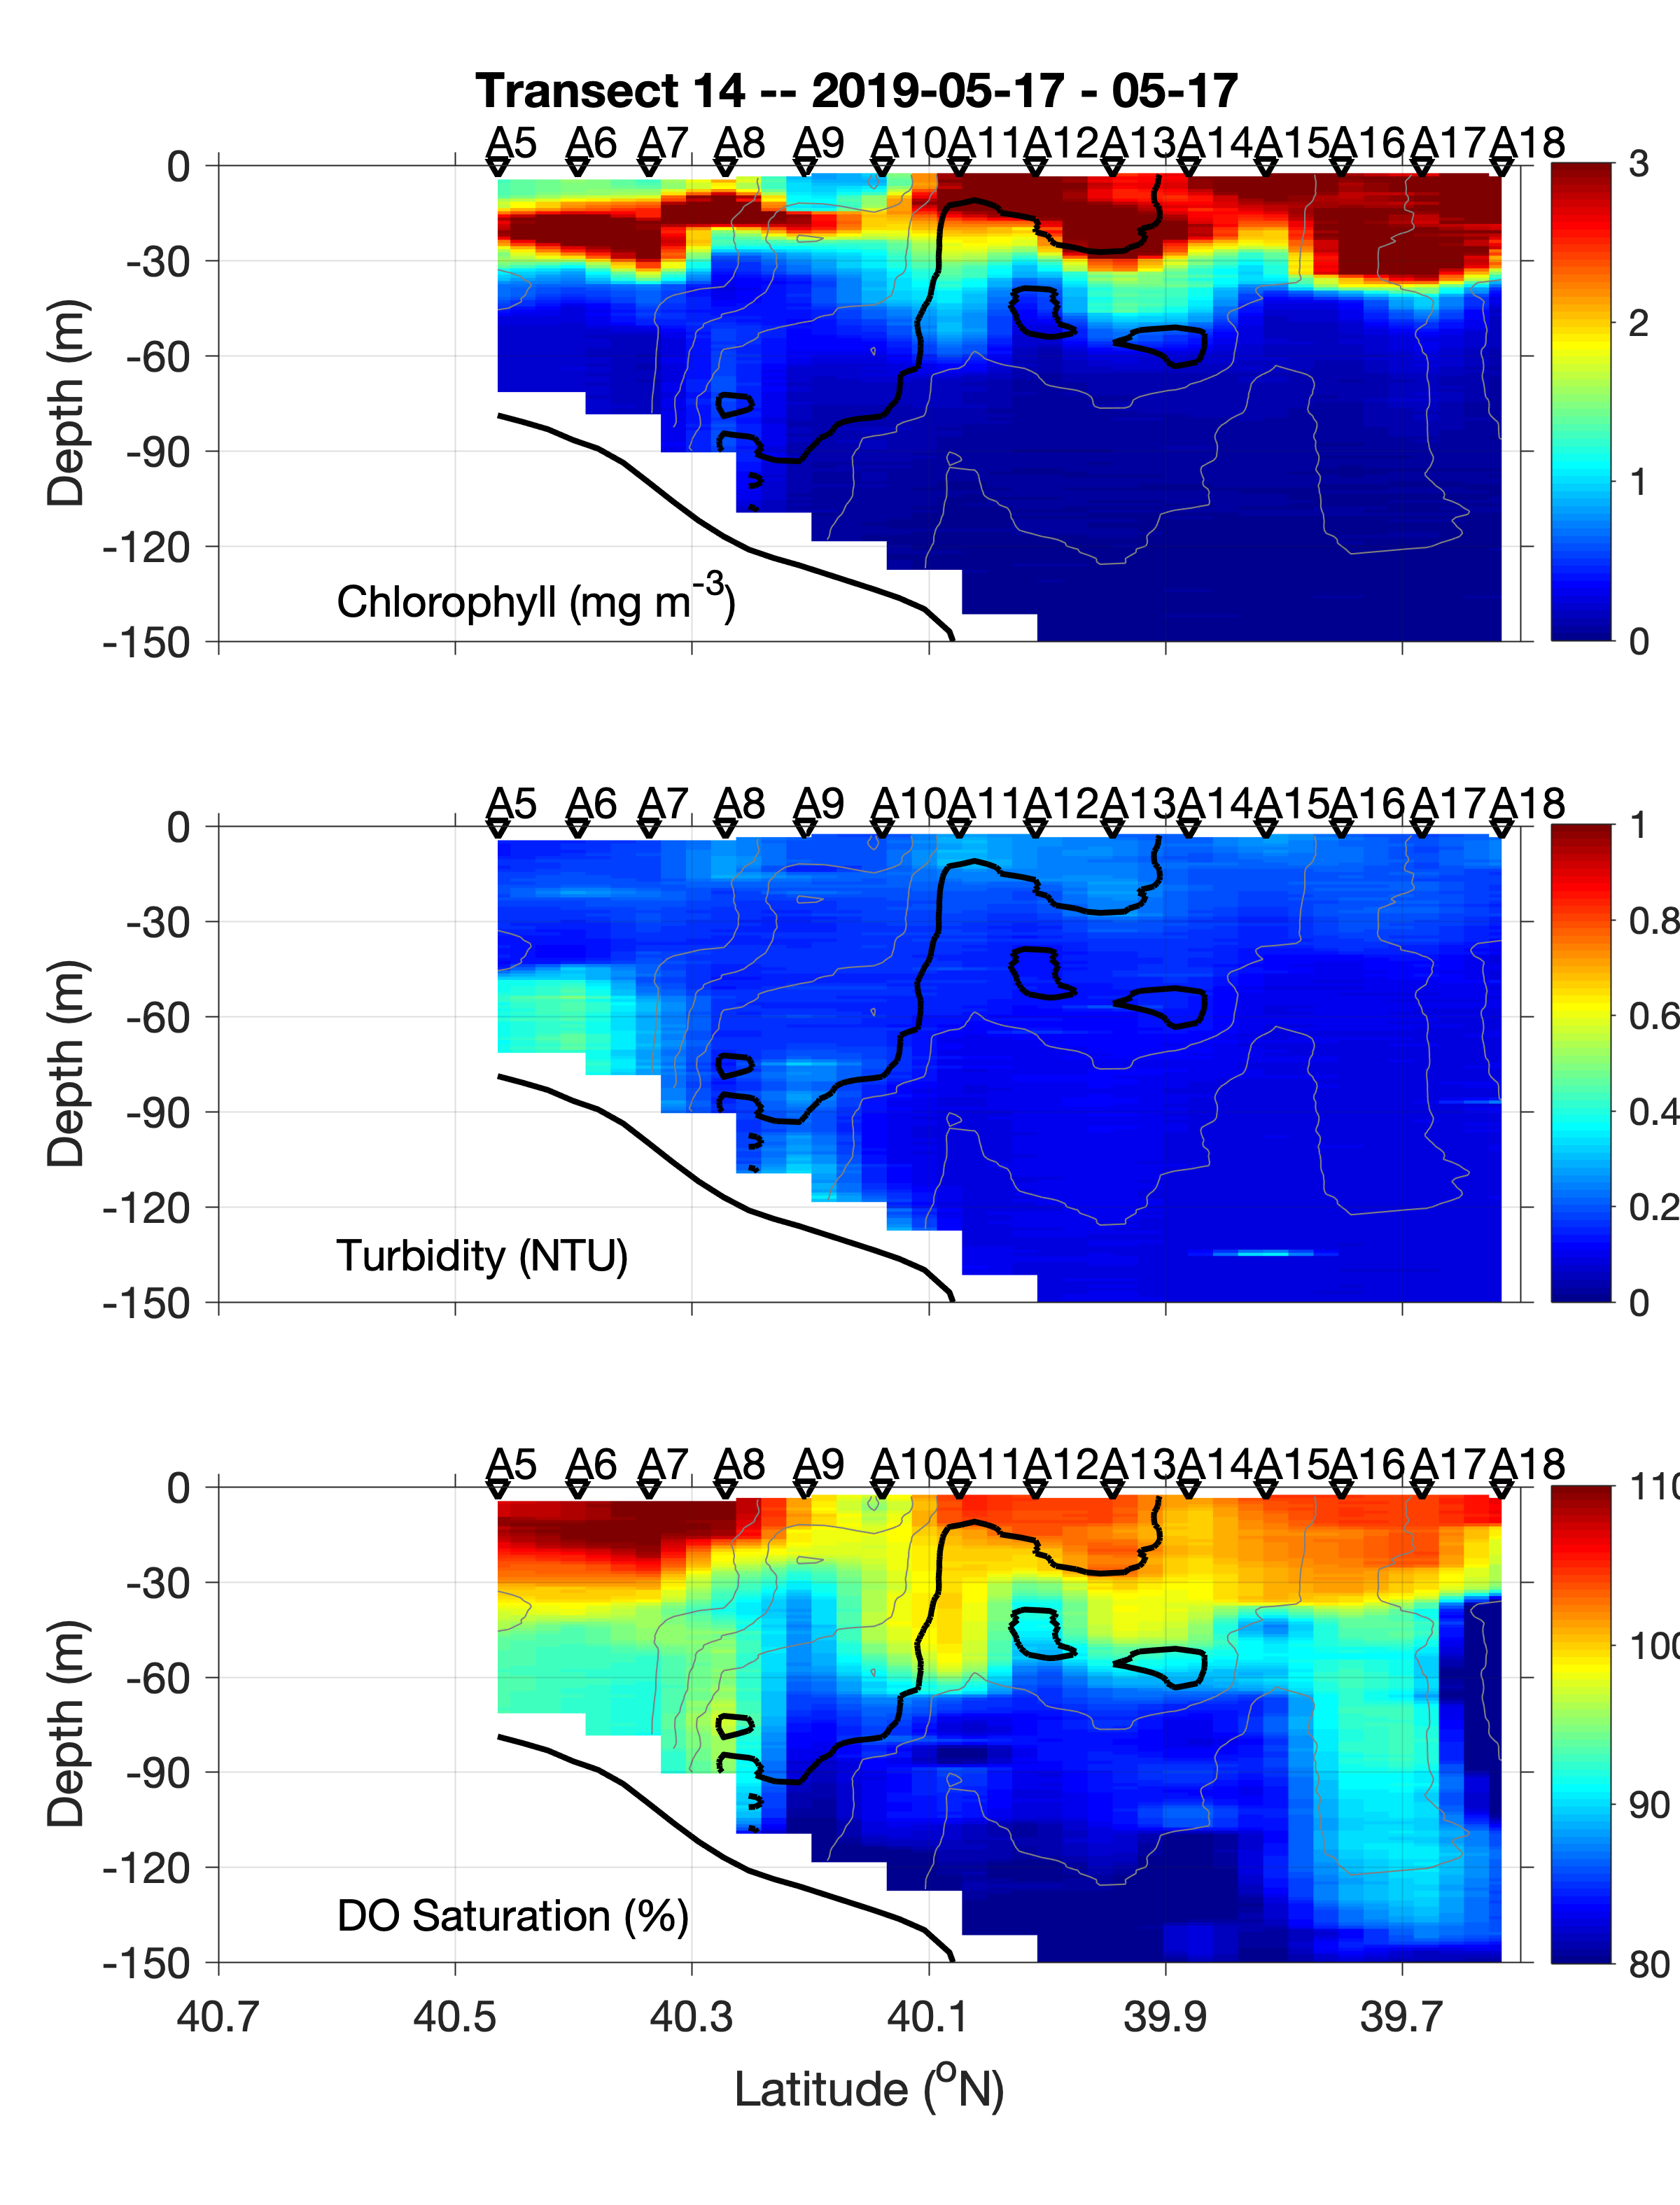 Transect 14 -- 2019-05-17 - 05-17
A5 A6 A7 A8 A9 A10 A11 A12 A13 A14 A15 A16 A17 A18
0
-30
-60
-90
-120
-150
Depth (m)
Chlorophyll (mg m-3)
3
2
1
0
A5 A6 A7 A8 A9 A10 A11 A12 A13 A14 A15 A16 A17 A18
0
-30
-60
-90
-120
-150
Depth (m)
Turbidity (NTU)
1
0.8
0.6
0.4
0.2
0
A5 A6 A7 A8 A9 A10 A11 A12 A13 A14 A15 A16 A17 A18
0
-30
-60
-90
-120
-150
Depth (m)
DO Saturation (%)
110
100
90
80
40.7 40.5 40.3 40.1 39.9 39.7
Latitude (oN)